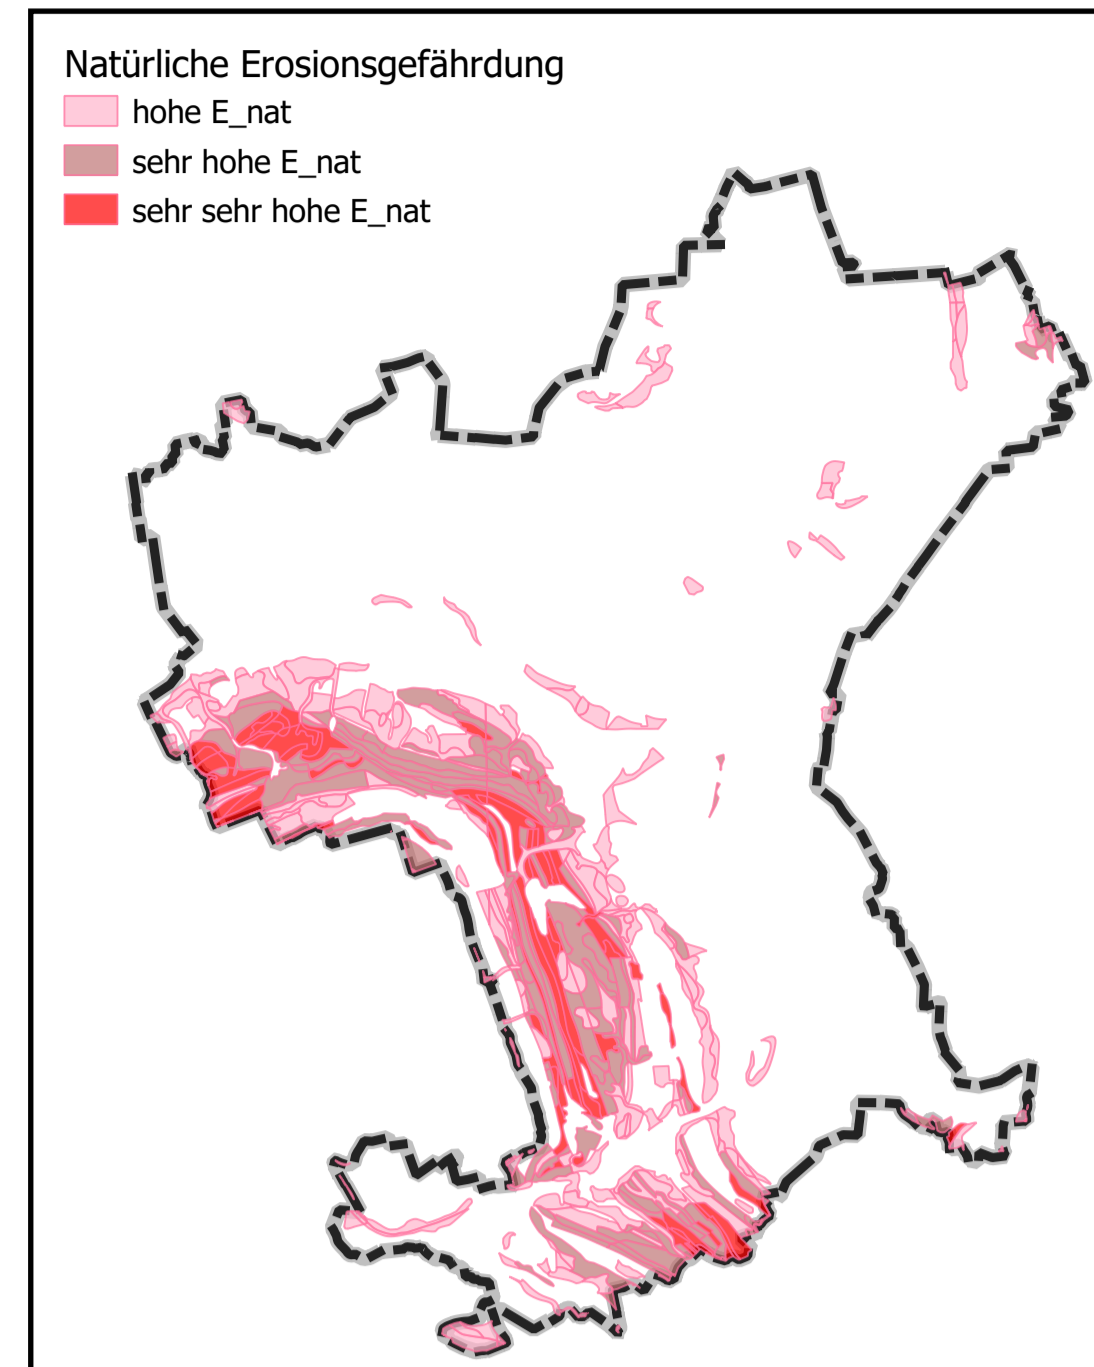 Natürliche Erosionsgefährdung
hohe E_nat
sehr hohe E_nat
sehr sehr hohe E_nat